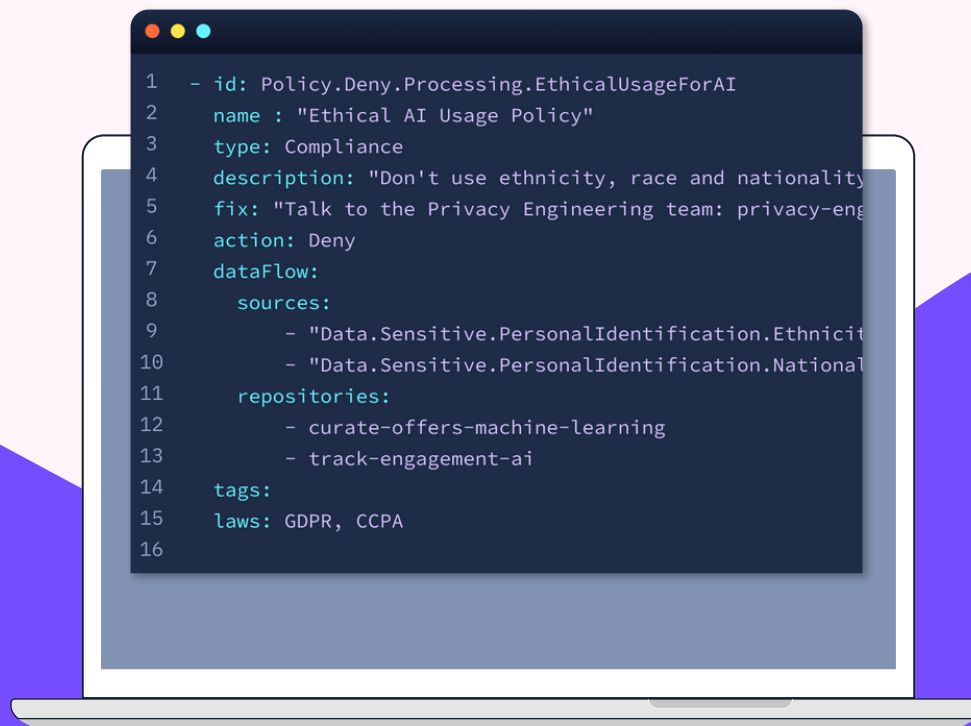 1 - id: Policy.Deny.Processing.EthicalUsageForAI
2 name : "Ethical AI Usage Policy"
3 type: Compliance
4 description: "Don't use ethnicity, race and nationality
5 fix: "Talk to the Privacy Engineering team: privacy-eng
6 action: Deny
7 dataFlow:
8 sources:
9 - "Data.Sensitive.PersonalIdentification.Ethnicit
10 - "Data.Sensitive.PersonalIdentification.National
11 repositories:
12 - curate-offers-machine-learning
13 - track-engagement-ai
14 tags:
15 laws: GDPR, CCPA
16